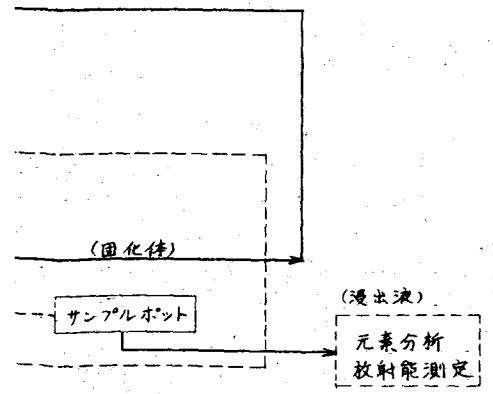 (固化体)
(浸出液)
サンプルポット
元素分析
放射能測定